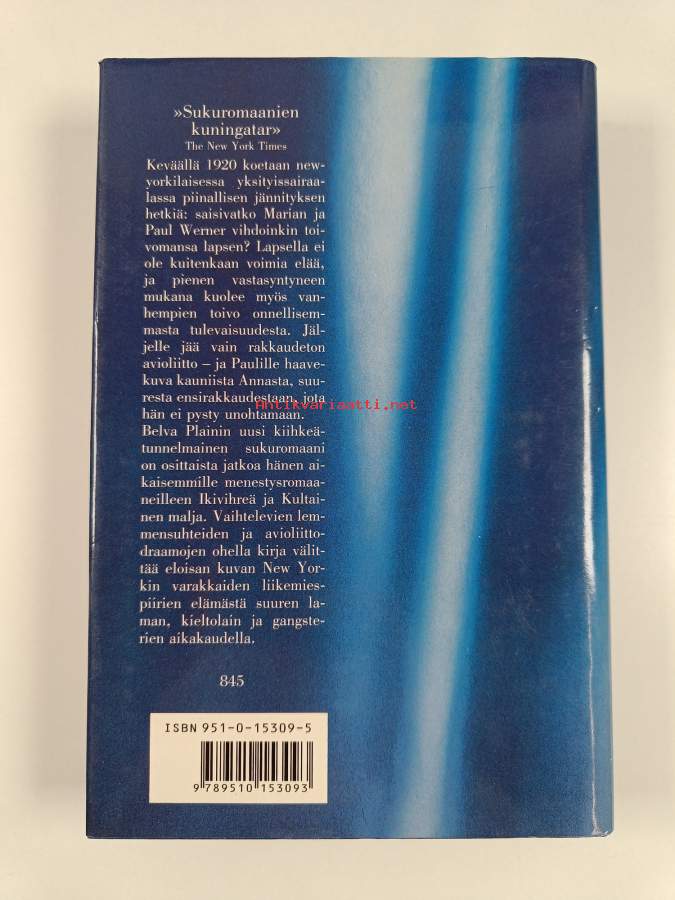 »Sukuromaanien
kuningatar»
The New York Times
Keväällä 1920 koetaan new-
yorkilaisessa yksityissairaa-
lassa piinallisen jännityksen
hetkiä: saisivatko Marian ja
Paul Werner vihdoinkin toi-
vomansa lapsen? Lapsella ei
ole kuitenkaan voimia elää,
ja pienen vastasyntyneen
mukana kuolee myös van-
hempien toivo onnellisem-
masta tulevaisuudesta. Jäl-
jelle jää vain rakkaudeton
avioliitto – ja Paulille haave-
kuva kauniista Annasta, suu-
resta ensirakkaudestaan, jota
Antikvariaatti.net
hän ei pysty unohtamaan.
Belva Plainin uusi kiihkeä-
tunnelmainen sukuromaani
on osittaista jatkoa hänen ai-
kaisemmille menestysromaa-
neilleen Ikivihreä ja Kultai-
nen malja. Vaihtelevien lem-
mensuhteiden ja avioliitto-
draamojen ohella kirja välit-
tää eloisan kuvan New Yor-
kin varakkaiden liikemies-
piirien elämästä suuren la-
man, kieltolain ja gangste-
rien aikakaudella.
845
ISBN 951-0-15309-5
9 789510 153093